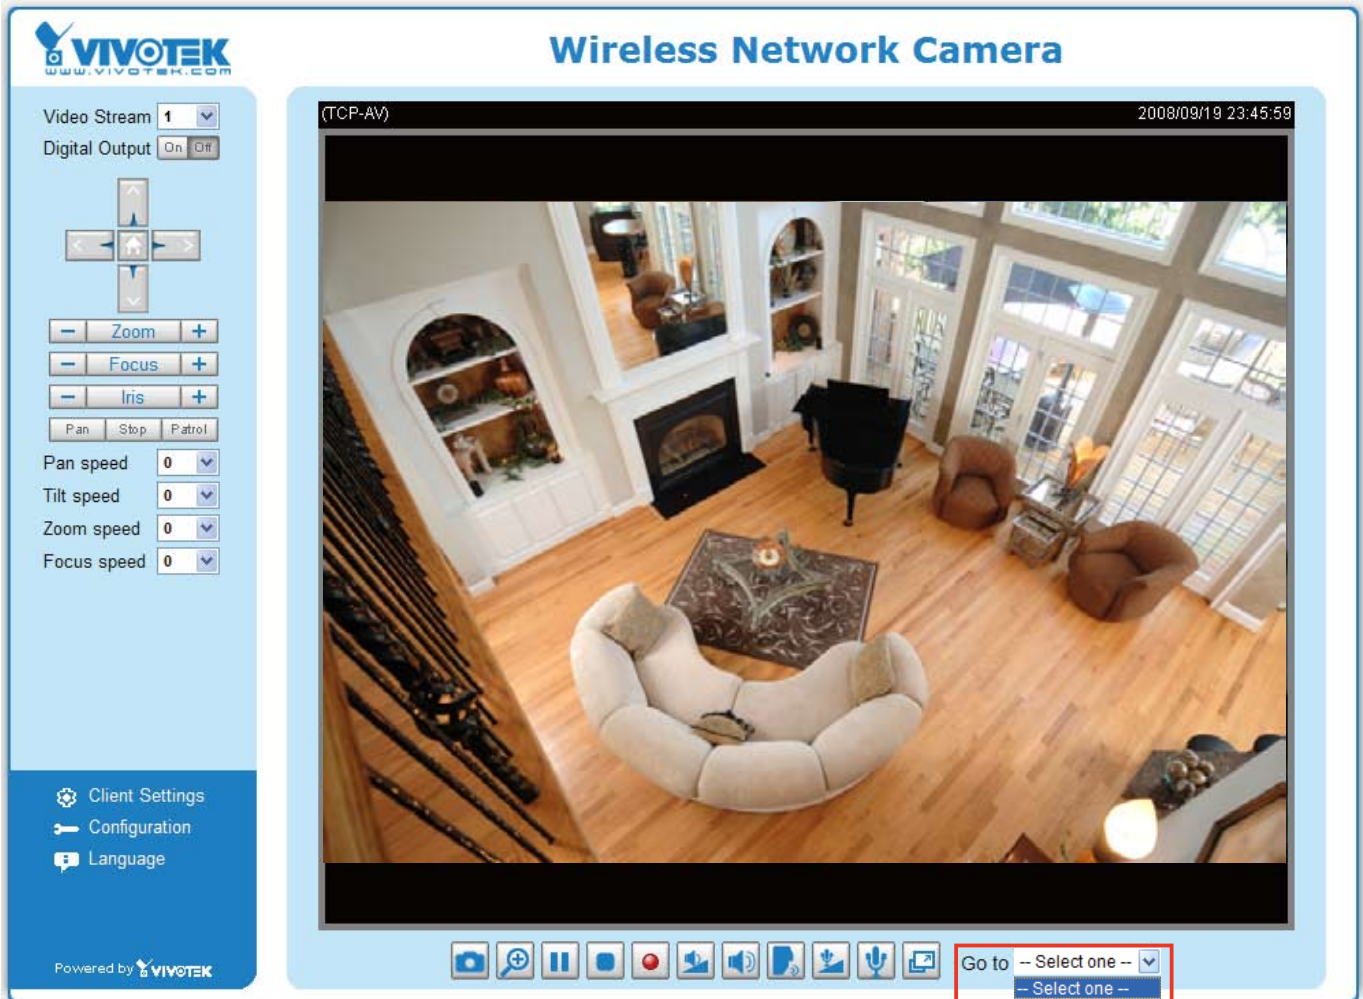 VIVOTEK
www.vivotek.com
Wireless Network Camera
Video Stream 1
Digital Output On Off
Zoom
Focus
Iris
Pan Stop Patrol
Pan speed 0
Tilt speed 0
Zoom speed 0
Focus speed 0
Client Settings
Configuration
Language
Powered by VIVOTEK
(TCP-AV) 2008/09/19 23:45:59
Go to -- Select one --
-- Select one --